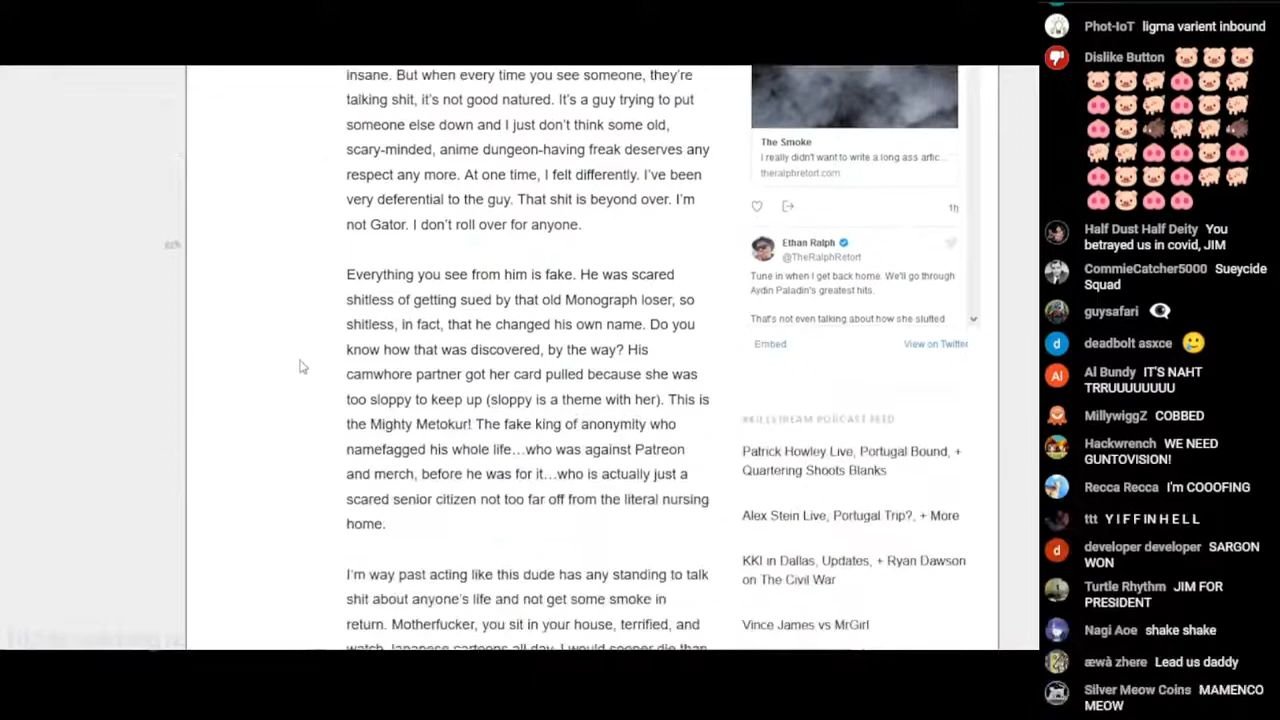 insane. But when every time you see someone, they're
talking shit, it's not good natured. It's a guy trying to put
someone else down and I just don't think some old,
scary-minded, anime dungeon-having freak deserves any
respect any more. At one time, I felt differently. I've been
very deferential to the guy. That shit is beyond over. I'm
not Gator. I don't roll over for anyone.
Everything you see from him is fake. He was scared
shitless of getting sued by that old Monograph loser, so
shitless, in fact, that he changed his own name. Do you
know how that was discovered, by the way? His
camwhore partner got her card pulled because she was
too sloppy to keep up (sloppy is a theme with her). This is
the Mighty Metokur! The fake king of anonymity who
namefagged his whole life…who was against Patreon
and merch, before he was for it…who is actually just a
scared senior citizen not too far off from the literal nursing
home.
I'm way past acting like this dude has any standing to talk
shit about anyone's life and not get some smoke in
return. Motherfucker, you sit in your house, terrified, and
watch Japanese cartoons all day. I would sooner die than
The Smoke
I really didn't want to write a long ass artic...
theralphretort.com
1h
Ethan Ralph
@TheRalphRetort
Tune in when I get back home. We'll go through
Aydin Paladin's greatest hits.
That's not even talking about how she slutted
Embed View on Twitter
#KILLSTREAM PODCAST FEED
Patrick Howley Live, Portugal Bound, +
Quartering Shoots Blanks
Alex Stein Live, Portugal Trip?, + More
KKI in Dallas, Updates, + Ryan Dawson
on The Civil War
Vince James vs MrGirl
Phot-IoT ligma varient inbound
Dislike Button
Half Dust Half Deity You
betrayed us in covid, JIM
CommieCatcher5000 Sueycide
Squad
guysafari
deadbolt asxce
Al Bundy IT'S NAHT
TRRUUUUUUU
MillywiggZ COBBED
Hackwrench WE NEED
GUNTOVISION!
Recca Recca I'm COOOFING
ttt Y I F F IN H E L L
developer developer SARGON
WON
Turtle Rhythm JIM FOR
PRESIDENT
Nagi Aoe shake shake
æwà zhere Lead us daddy
Silver Meow Coins MAMENCO
MEOW